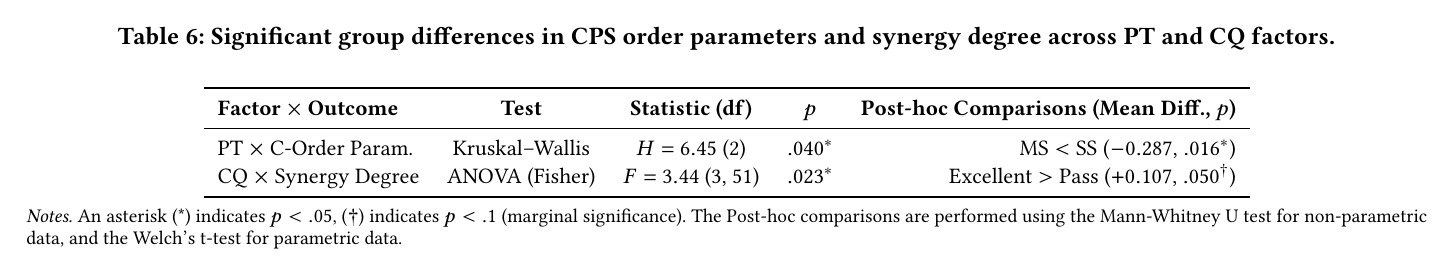 Table 6: Significant group differences in CPS order parameters and synergy degree across PT and CQ factors.
Factor × Outcome Test Statistic (df) p Post-hoc Comparisons (Mean Diff., p)
PT × C-Order Param. Kruskal–Wallis H = 6.45 (2) .040* MS < SS (−0.287, .016*)
CQ × Synergy Degree ANOVA (Fisher) F = 3.44 (3, 51) .023* Excellent > Pass (+0.107, .050†)
Notes. An asterisk (*) indicates p < .05, (†) indicates p < .1 (marginal significance). The Post-hoc comparisons are performed using the Mann-Whitney U test for non-parametric
data, and the Welch's t-test for parametric data.